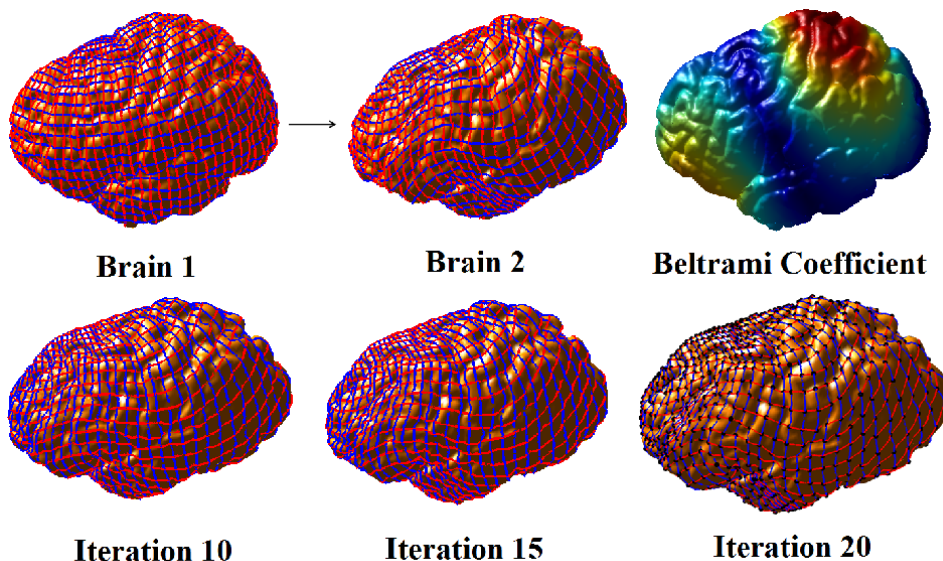 Brain 1
Brain 2
Beltrami Coefficient
Iteration 10
Iteration 15
Iteration 20